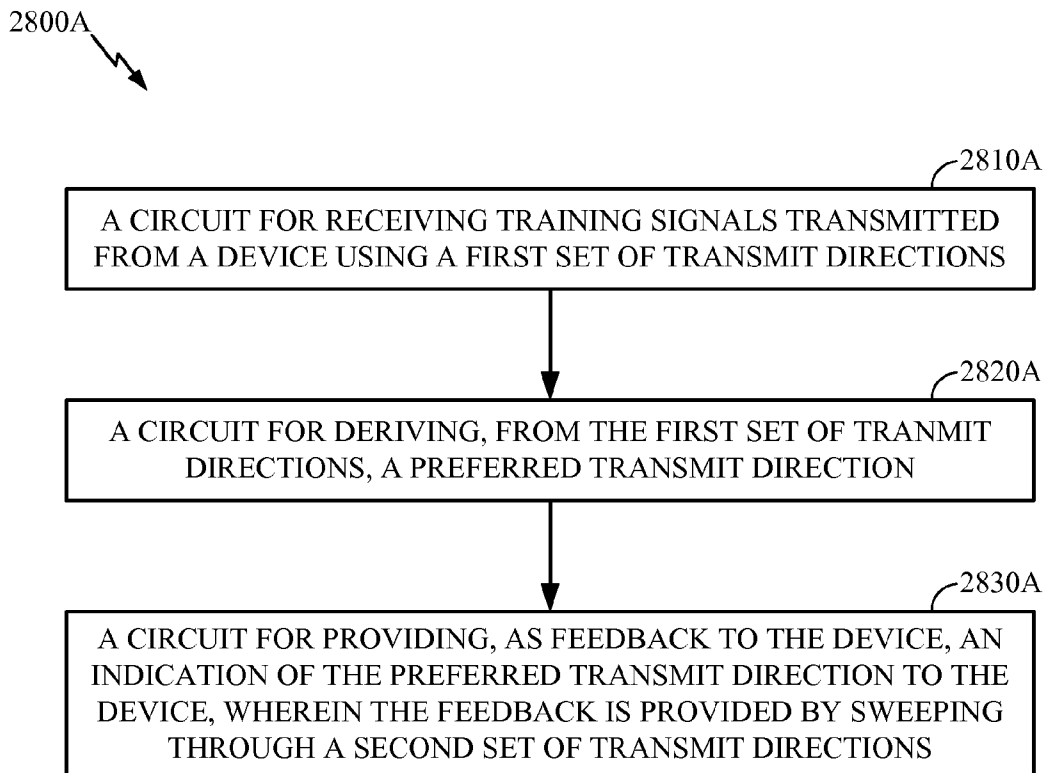 2800A
2810A
A CIRCUIT FOR RECEIVING TRAINING SIGNALS TRANSMITTED
FROM A DEVICE USING A FIRST SET OF TRANSMIT DIRECTIONS
2820A
A CIRCUIT FOR DERIVING, FROM THE FIRST SET OF TRANMIT
DIRECTIONS, A PREFERRED TRANSMIT DIRECTION
2830A
A CIRCUIT FOR PROVIDING, AS FEEDBACK TO THE DEVICE, AN
INDICATION OF THE PREFERRED TRANSMIT DIRECTION TO THE
DEVICE, WHEREIN THE FEEDBACK IS PROVIDED BY SWEEPING
THROUGH A SECOND SET OF TRANSMIT DIRECTIONS